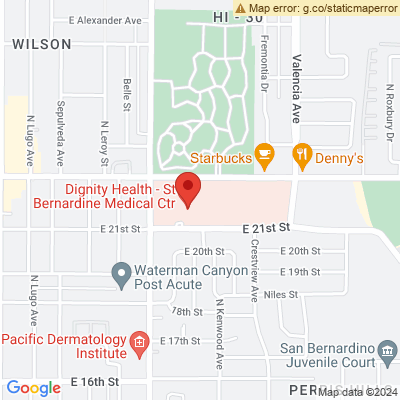 Map error: g.co/staticmaperror
HI - 30
E Alexander Ave
WILSON
Belle St
Sepulveda Ave
N Lugo Ave
N Leroy St
Fremontia Dr
Valencia Ave
N Roxbury Dr
Starbucks
Denny's
Dignity Health - St
Bernardine Medical Ctr
E 21st St
E 21st St
E 20th St
E 20th St
Crestview Ave
E 19th St
Waterman Canyon
Post Acute
Niles St
N Lugo Ave
78th St
N Kenwood Ave
Pacific Dermatology
Institute
E 17th St
San Bernardino
Juvenile Court
E 16th St
Google
Map data ©2024